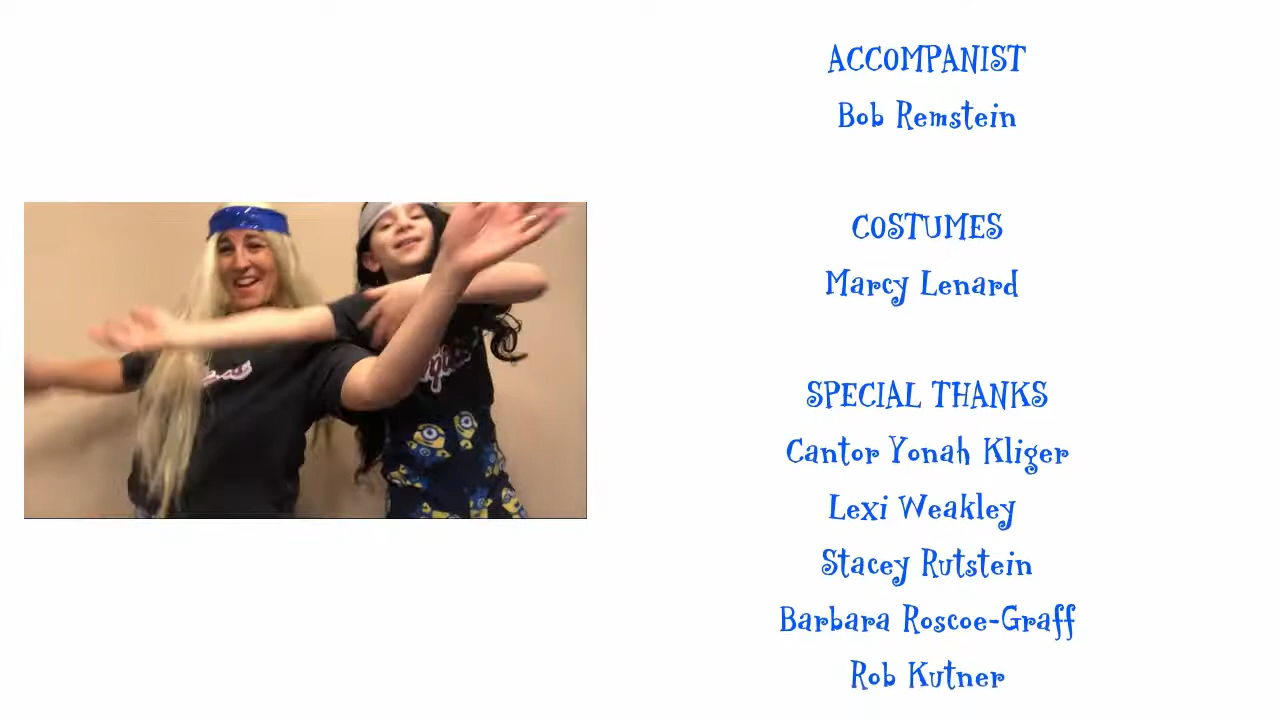 ACCOMPANIST
Bob Remstein
COSTUMES
Marcy Lenard
SPECIAL THANKS
Cantor Yonah Kliger
Lexi Weakley
Stacey Rutstein
Barbara Roscoe-Graff
Rob Kutner